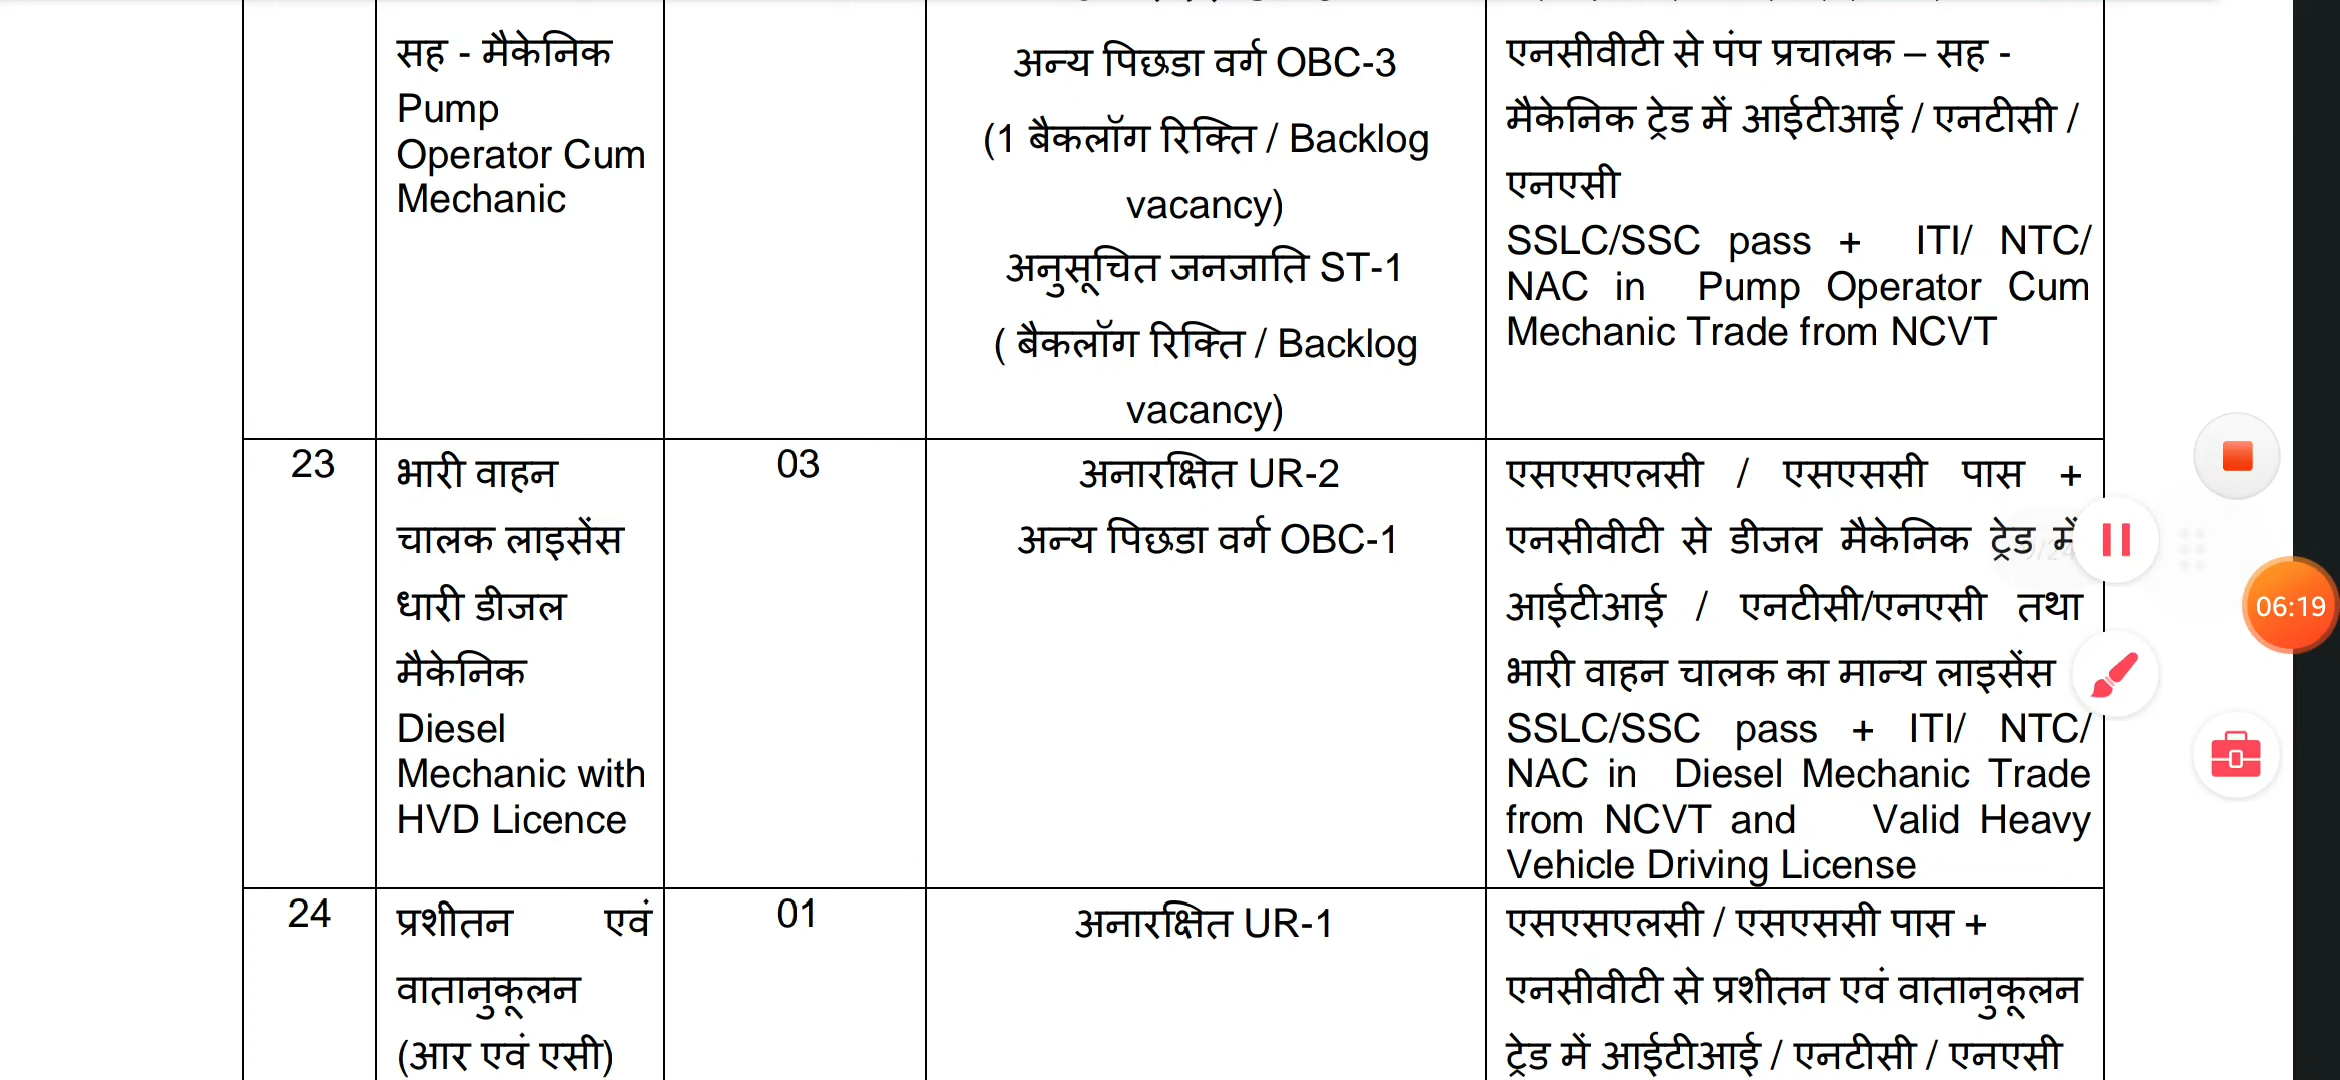 सह - मैकेनिक
Pump
Operator Cum
Mechanic
अन्य पिछडा वर्ग OBC-3
(1 बैकलॉग रिक्ति / Backlog
vacancy)
अनुसूचित जनजाति ST-1
( बैकलॉग रिक्ति / Backlog
vacancy)
एनसीवीटी से पंप प्रचालक – सह -
मैकेनिक ट्रेड में आईटीआई / एनटीसी /
एनएसी
SSLC/SSC pass + ITI/ NTC/
NAC in Pump Operator Cum
Mechanic Trade from NCVT
23
भारी वाहन
चालक लाइसेंस
धारी डीजल
मैकेनिक
Diesel
Mechanic with
HVD Licence
03
अनारक्षित UR-2
अन्य पिछडा वर्ग OBC-1
एसएसएलसी / एसएससी पास +
एनसीवीटी से डीजल मैकेनिक ट्रेड में
आईटीआई / एनटीसी/एनएसी तथा
भारी वाहन चालक का मान्य लाइसेंस
SSLC/SSC pass + ITI/ NTC/
NAC in Diesel Mechanic Trade
from NCVT and Valid Heavy
Vehicle Driving License
24
प्रशीतन एवं
वातानुकूलन
(आर एवं एसी)
01
अनारक्षित UR-1
एसएसएलसी / एसएससी पास +
एनसीवीटी से प्रशीतन एवं वातानुकूलन
ट्रेड में आईटीआई / एनटीसी / एनएसी
06:19